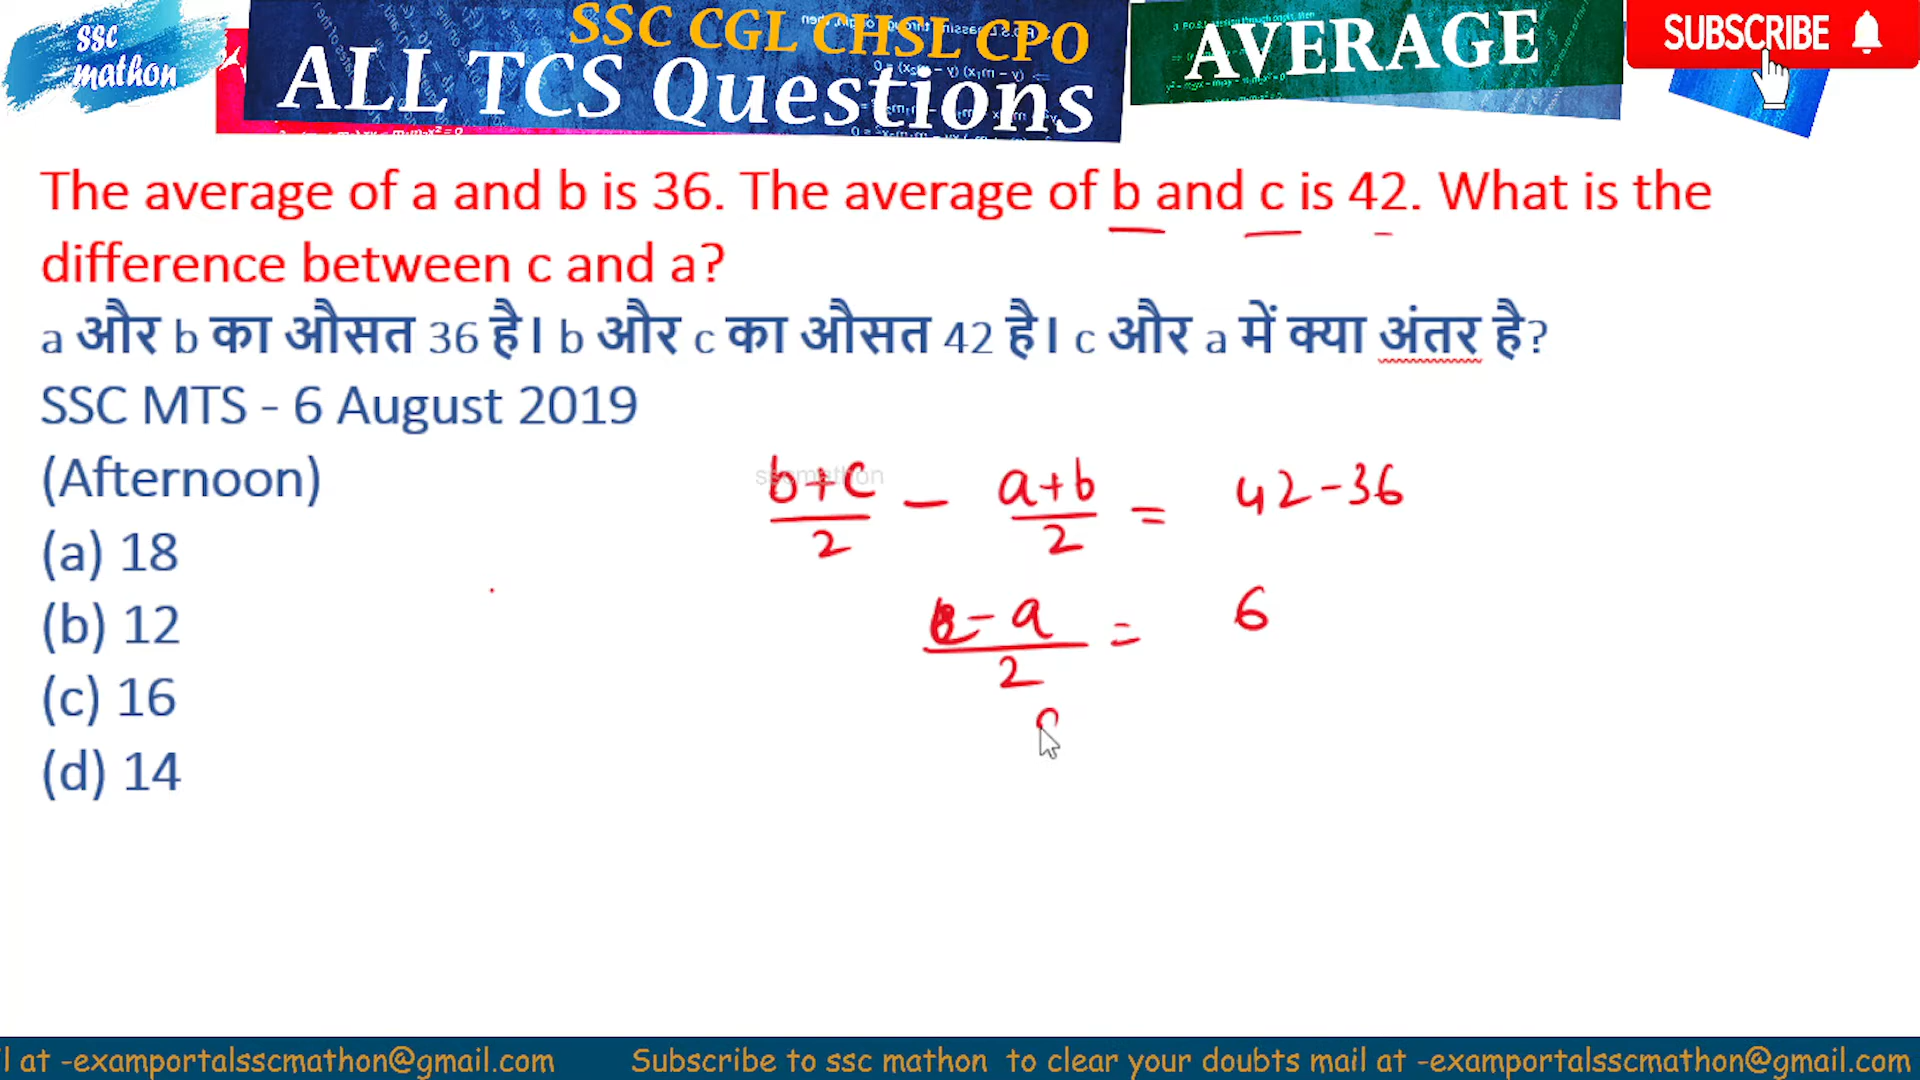 ssc
mathon
SSC CGL CHSL CPO
ALL TCS Questions
AVERAGE
SUBSCRIBE
The average of a and b is 36. The average of b and c is 42. What is the
difference between c and a?
a और b का औसत 36 है। b और c का औसत 42 है। c और a में क्या अंतर है?
SSC MTS - 6 August 2019
(Afternoon)
(a) 18
(b) 12
(c) 16
(d) 14
sscmathon
b+c/2 - a+b/2 = 42-36
- a/2 = 6
l at -examportalsscmathon@gmail.com Subscribe to ssc mathon to clear your doubts mail at -examportalsscmathon@gmail.com